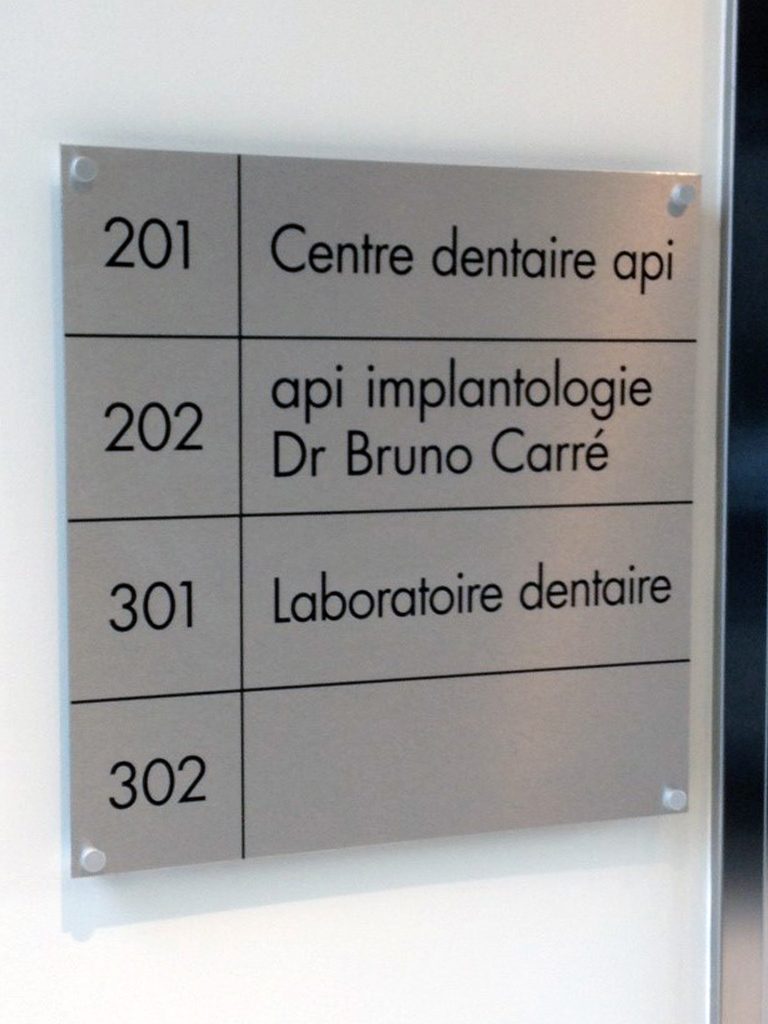 201 Centre dentaire api
202 api implantologie
Dr Bruno Carré
301 Laboratoire dentaire
302